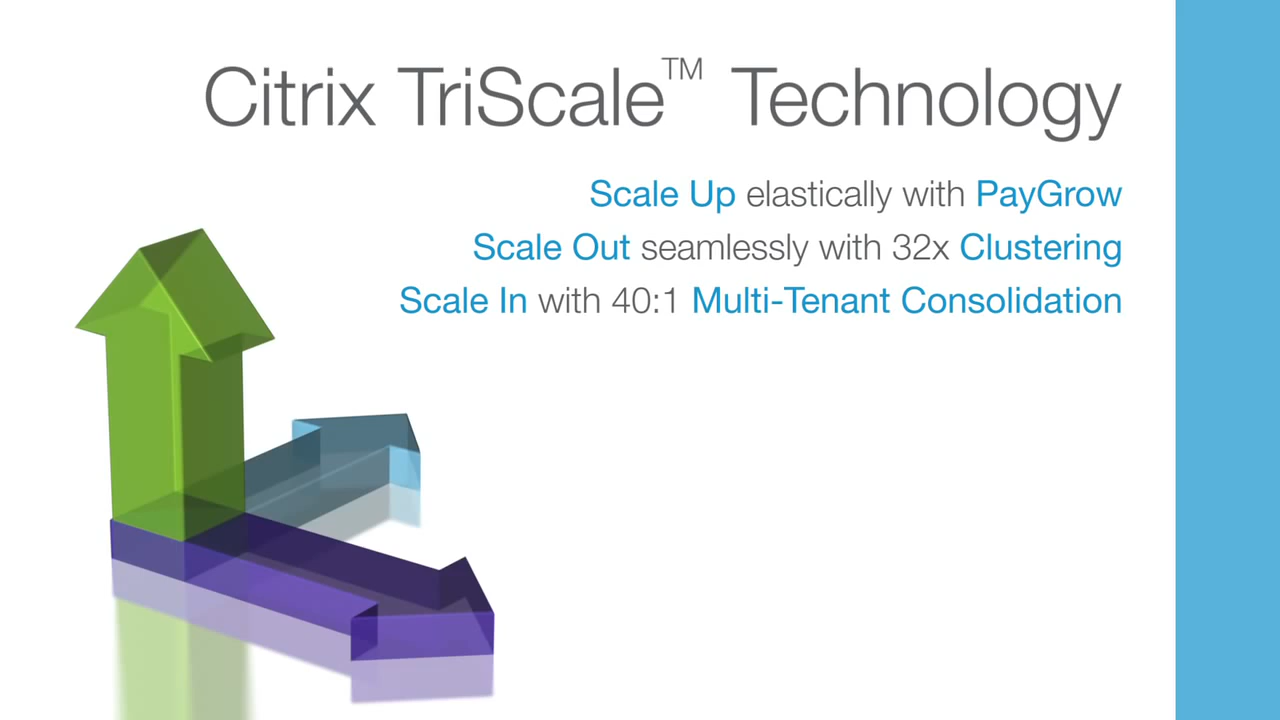 Citrix TriScale™ Technology
Scale Up elastically with PayGrow
Scale Out seamlessly with 32x Clustering
Scale In with 40:1 Multi-Tenant Consolidation